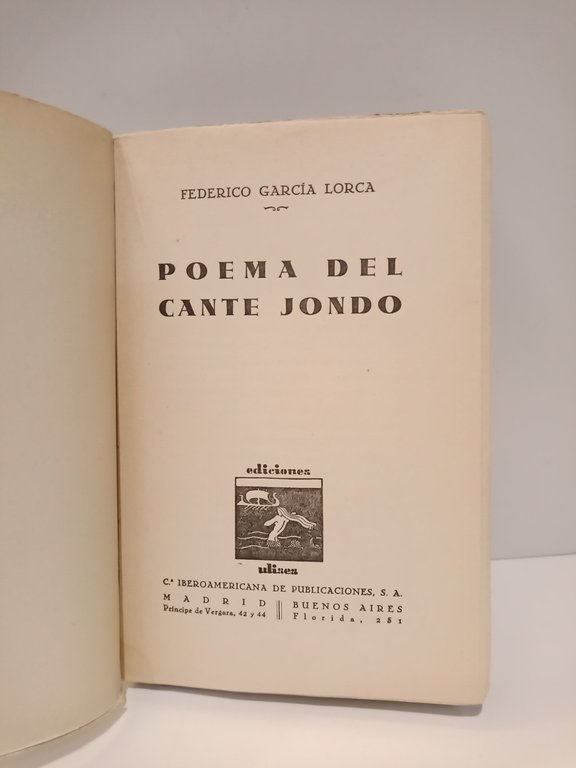 FEDERICO GARCÍA LORCA
POEMA DEL
CANTE JONDO
ediciones
ulises
C.ª IBEROAMERICANA DE PUBLICACIONES, S. A.
MADRID
Príncipe de Vergara, 42 y 44
BUENOS AIRES
Florida, 251